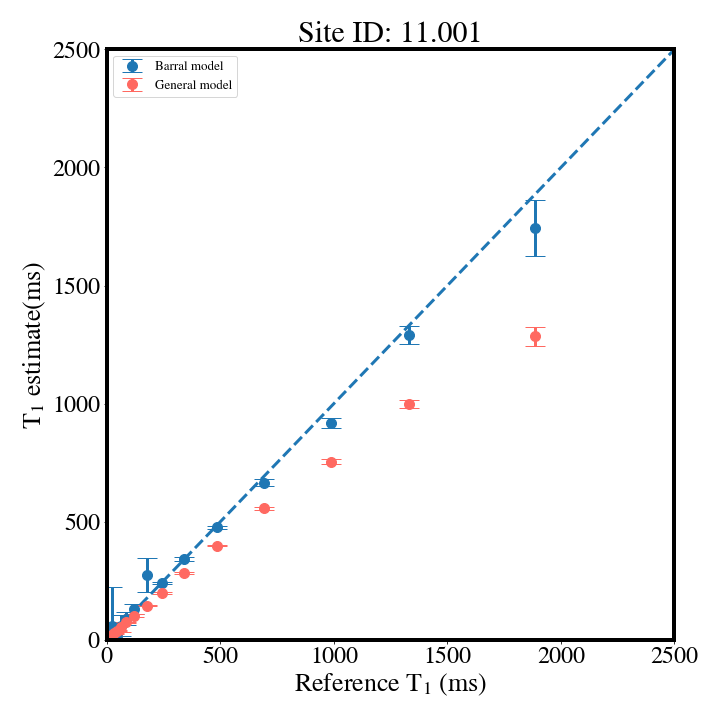 Site ID: 11.001
Barral model
General model
2500
2000
1500
1000
500
0
T₁ estimate(ms)
0 500 1000 1500 2000 2500
Reference T₁ (ms)